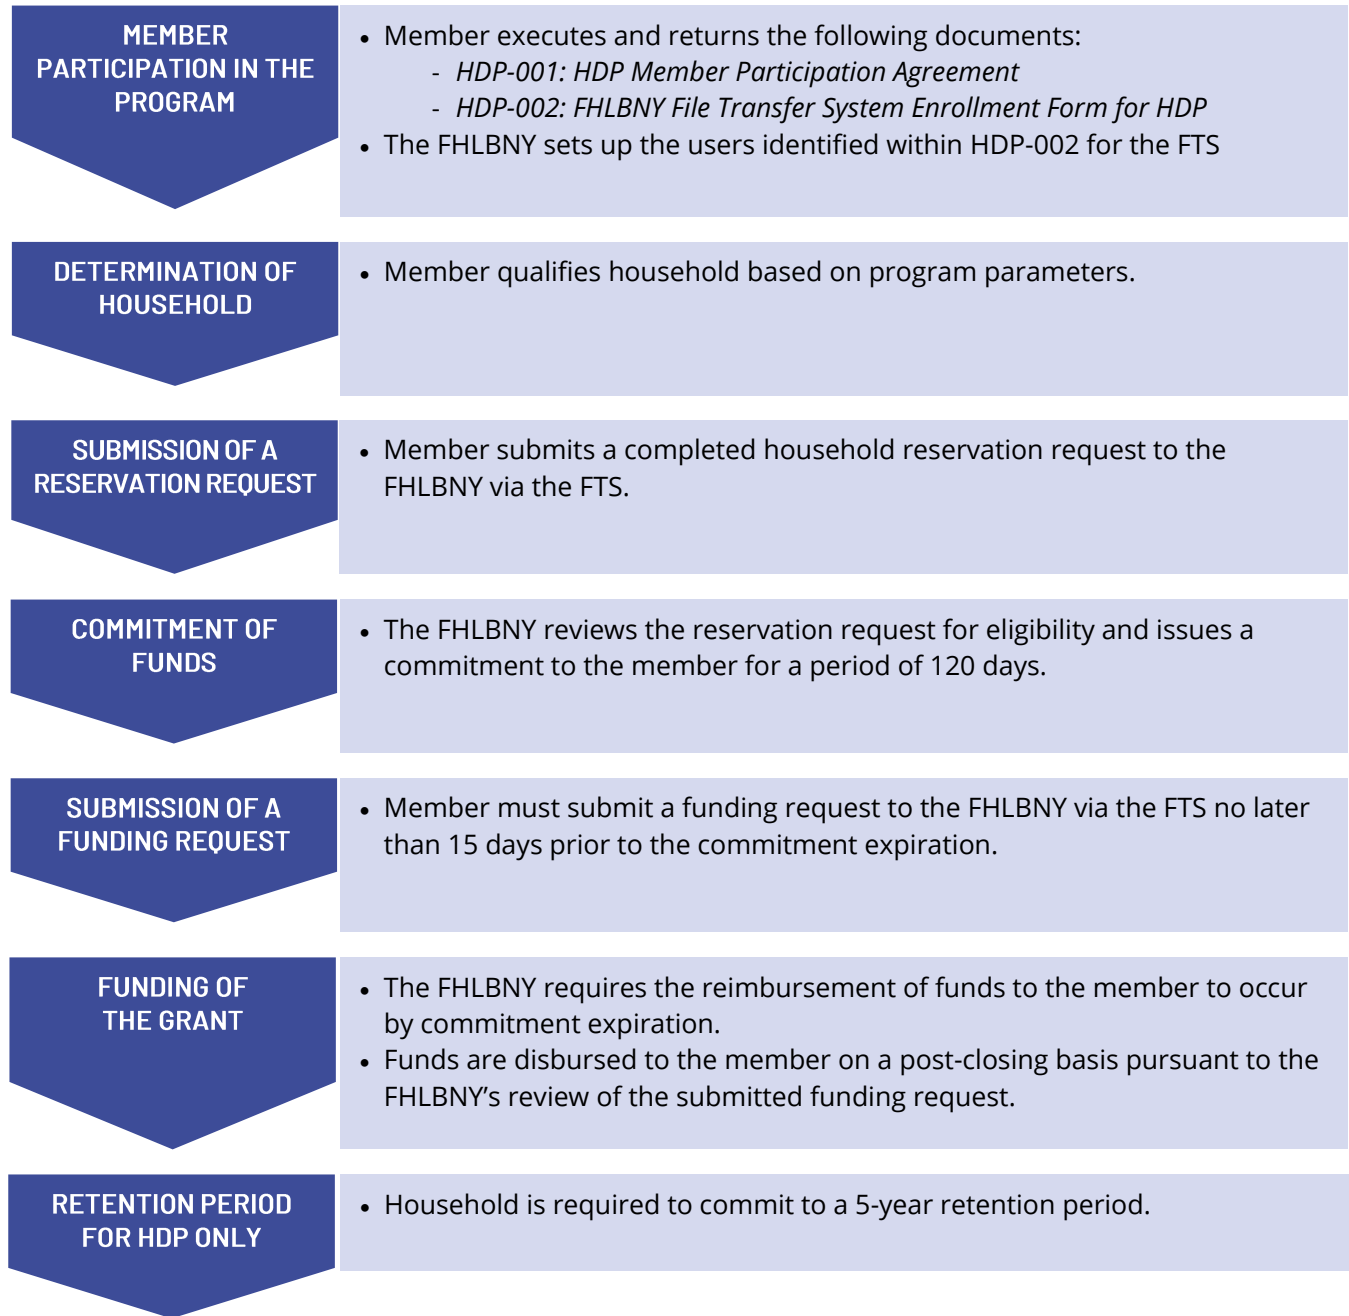 MEMBER
PARTICIPATION IN THE
PROGRAM
• Member executes and returns the following documents:
- HDP-001: HDP Member Participation Agreement
- HDP-002: FHLBNY File Transfer System Enrollment Form for HDP
• The FHLBNY sets up the users identified within HDP-002 for the FTS
DETERMINATION OF
HOUSEHOLD
• Member qualifies household based on program parameters.
SUBMISSION OF A
RESERVATION REQUEST
• Member submits a completed household reservation request to the
FHLBNY via the FTS.
COMMITMENT OF
FUNDS
• The FHLBNY reviews the reservation request for eligibility and issues a
commitment to the member for a period of 120 days.
SUBMISSION OF A
FUNDING REQUEST
• Member must submit a funding request to the FHLBNY via the FTS no later
than 15 days prior to the commitment expiration.
FUNDING OF
THE GRANT
• The FHLBNY requires the reimbursement of funds to the member to occur
by commitment expiration.
• Funds are disbursed to the member on a post-closing basis pursuant to the
FHLBNY’s review of the submitted funding request.
RETENTION PERIOD
FOR HDP ONLY
• Household is required to commit to a 5-year retention period.